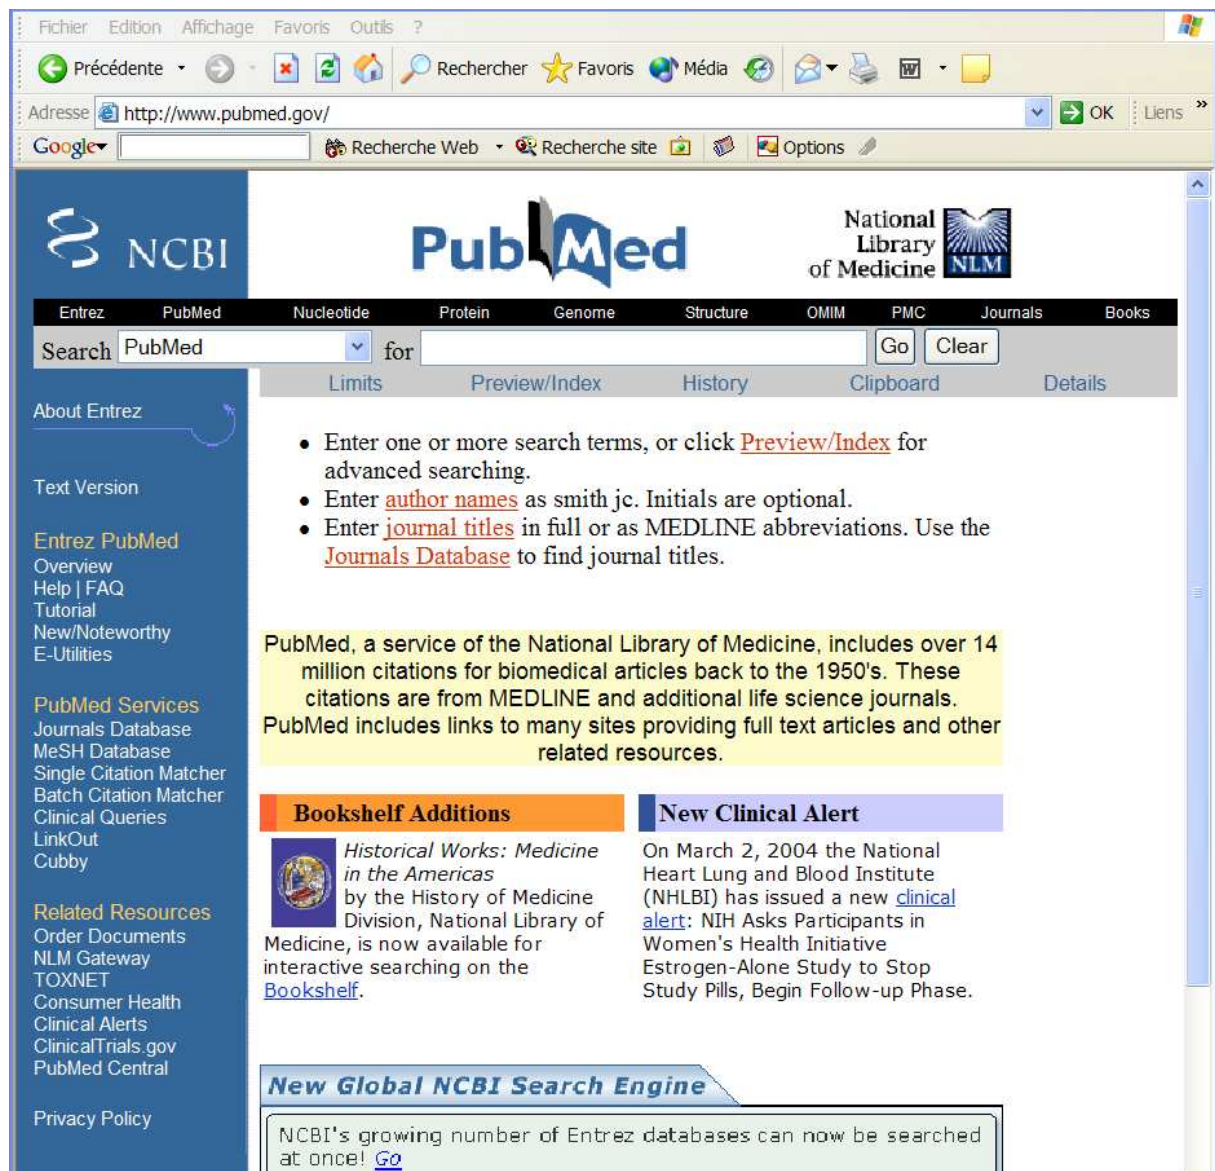 Fichier Edition Affichage Favoris Outils ?
Précédente Rechercher Favoris Média
Adresse http://www.pubmed.gov/ OK Liens »
Google Recherche Web Recherche site Options
NCBI
PubMed
National
Library
of Medicine NLM
Entrez PubMed Nucleotide Protein Genome Structure OMIM PMC Journals Books
Search PubMed for Go Clear
Limits Preview/Index History Clipboard Details
About Entrez
Text Version
Entrez PubMed
Overview
Help | FAQ
Tutorial
New/Noteworthy
E-Utilities
PubMed Services
Journals Database
MeSH Database
Single Citation Matcher
Batch Citation Matcher
Clinical Queries
LinkOut
Cubby
Related Resources
Order Documents
NLM Gateway
TOXNET
Consumer Health
Clinical Alerts
ClinicalTrials.gov
PubMed Central
Privacy Policy
• Enter one or more search terms, or click Preview/Index for
advanced searching.
• Enter author names as smith jc. Initials are optional.
• Enter journal titles in full or as MEDLINE abbreviations. Use the
Journals Database to find journal titles.
PubMed, a service of the National Library of Medicine, includes over 14
million citations for biomedical articles back to the 1950's. These
citations are from MEDLINE and additional life science journals.
PubMed includes links to many sites providing full text articles and other
related resources.
Bookshelf Additions
Historical Works: Medicine
in the Americas
by the History of Medicine
Division, National Library of
Medicine, is now available for
interactive searching on the
Bookshelf.
New Clinical Alert
On March 2, 2004 the National
Heart Lung and Blood Institute
(NHLBI) has issued a new clinical
alert: NIH Asks Participants in
Women's Health Initiative
Estrogen-Alone Study to Stop
Study Pills, Begin Follow-up Phase.
New Global NCBI Search Engine
NCBI's growing number of Entrez databases can now be searched
at once! Go